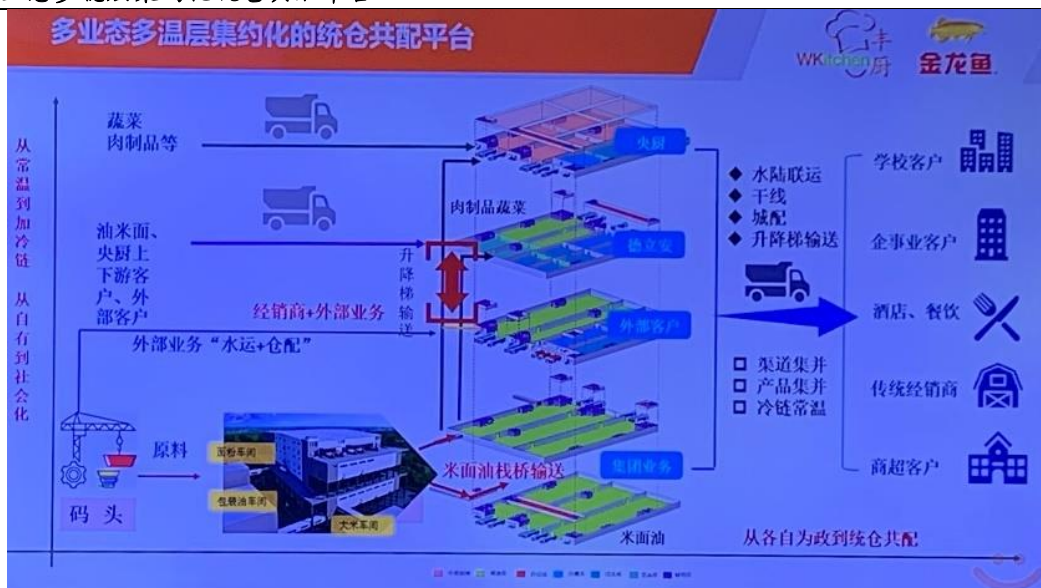 多业态多温层集约化的统仓共配平台
WKitchen
丰厨
金龙鱼
从常温到加冷链 从自有到社会化
蔬菜
肉制品等
油米面、
央厨上
下游客
户、外
部客户
外部业务“水运+仓配”
经销商+外部业务
升降梯输送
肉制品蔬菜
央厨
德立安
外部客户
集团业务
米面油
原料
码 头
面粉车间
包装油车间
大米车间
米面油栈桥输送
◆ 水陆联运
◆ 干线
◆ 城配
◆ 升降梯输送
□ 渠道集并
□ 产品集并
□ 冷链常温
学校客户
企事业客户
酒店、餐饮
传统经销商
商超客户
从各自为政到统仓共配